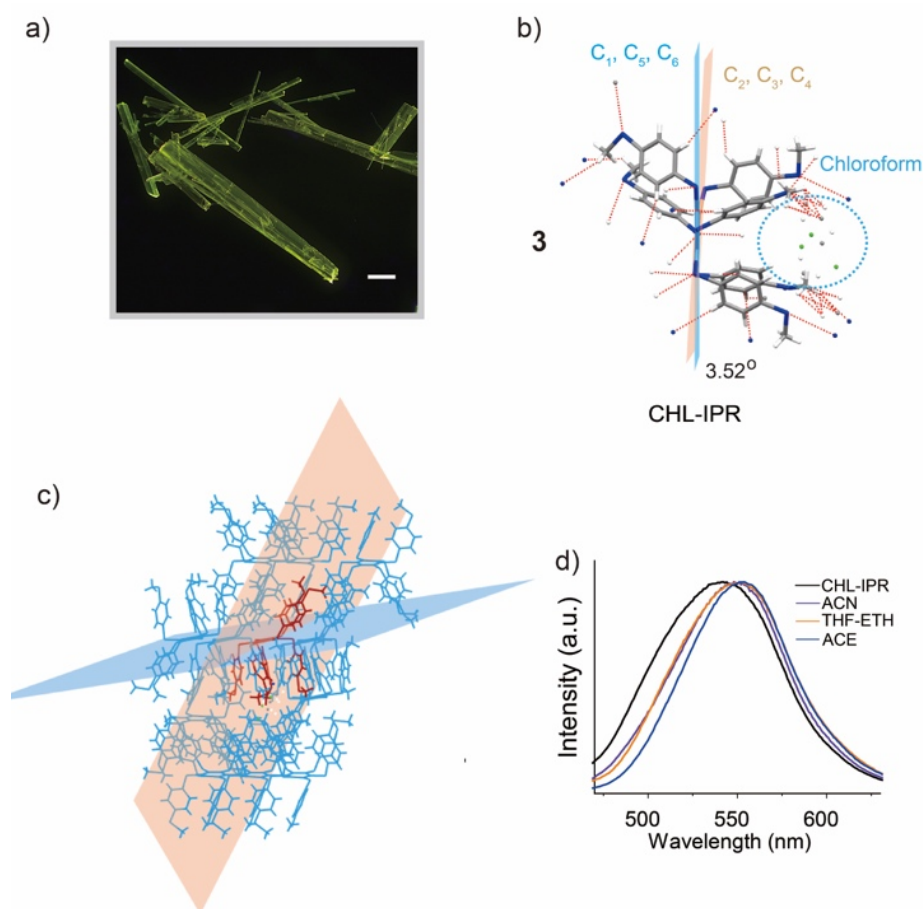 a)
b)
C₁, C₅, C₆
C₂, C₃, C₄
Chloroform
3
3.52°
CHL-IPR
c)
d)
CHL-IPR
ACN
THF-ETH
ACE
Intensity (a.u.)
500 550 600
Wavelength (nm)